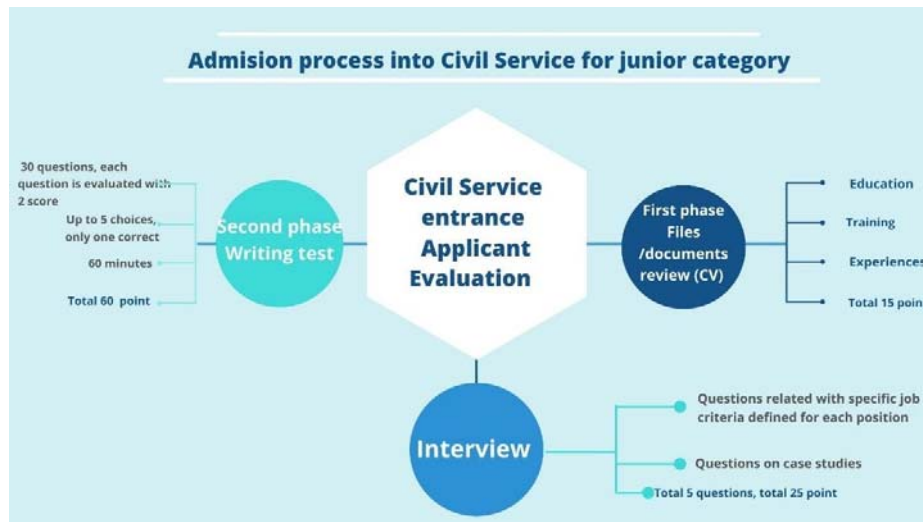 Admision process into Civil Service for junior category
30 questions, each
question is evaluated with
2 score
Up to 5 choices,
only one correct
60 minutes
Total 60 point
Second phase
Writing test
Civil Service
entrance
Applicant
Evaluation
First phase
Files
/documents
review (CV)
Education
Training
Experiences
Total 15 poin
Interview
Questions related with specific job
criteria defined for each position
Questions on case studies
Total 5 questions, total 25 point